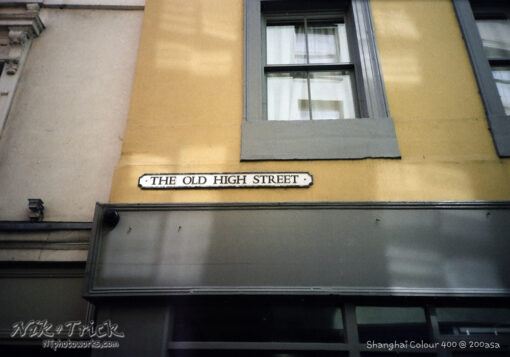 · THE OLD HIGH STREET ·
Nik & Trick
NTphotoworks.com
Shanghai Colour 400 @ 200asa